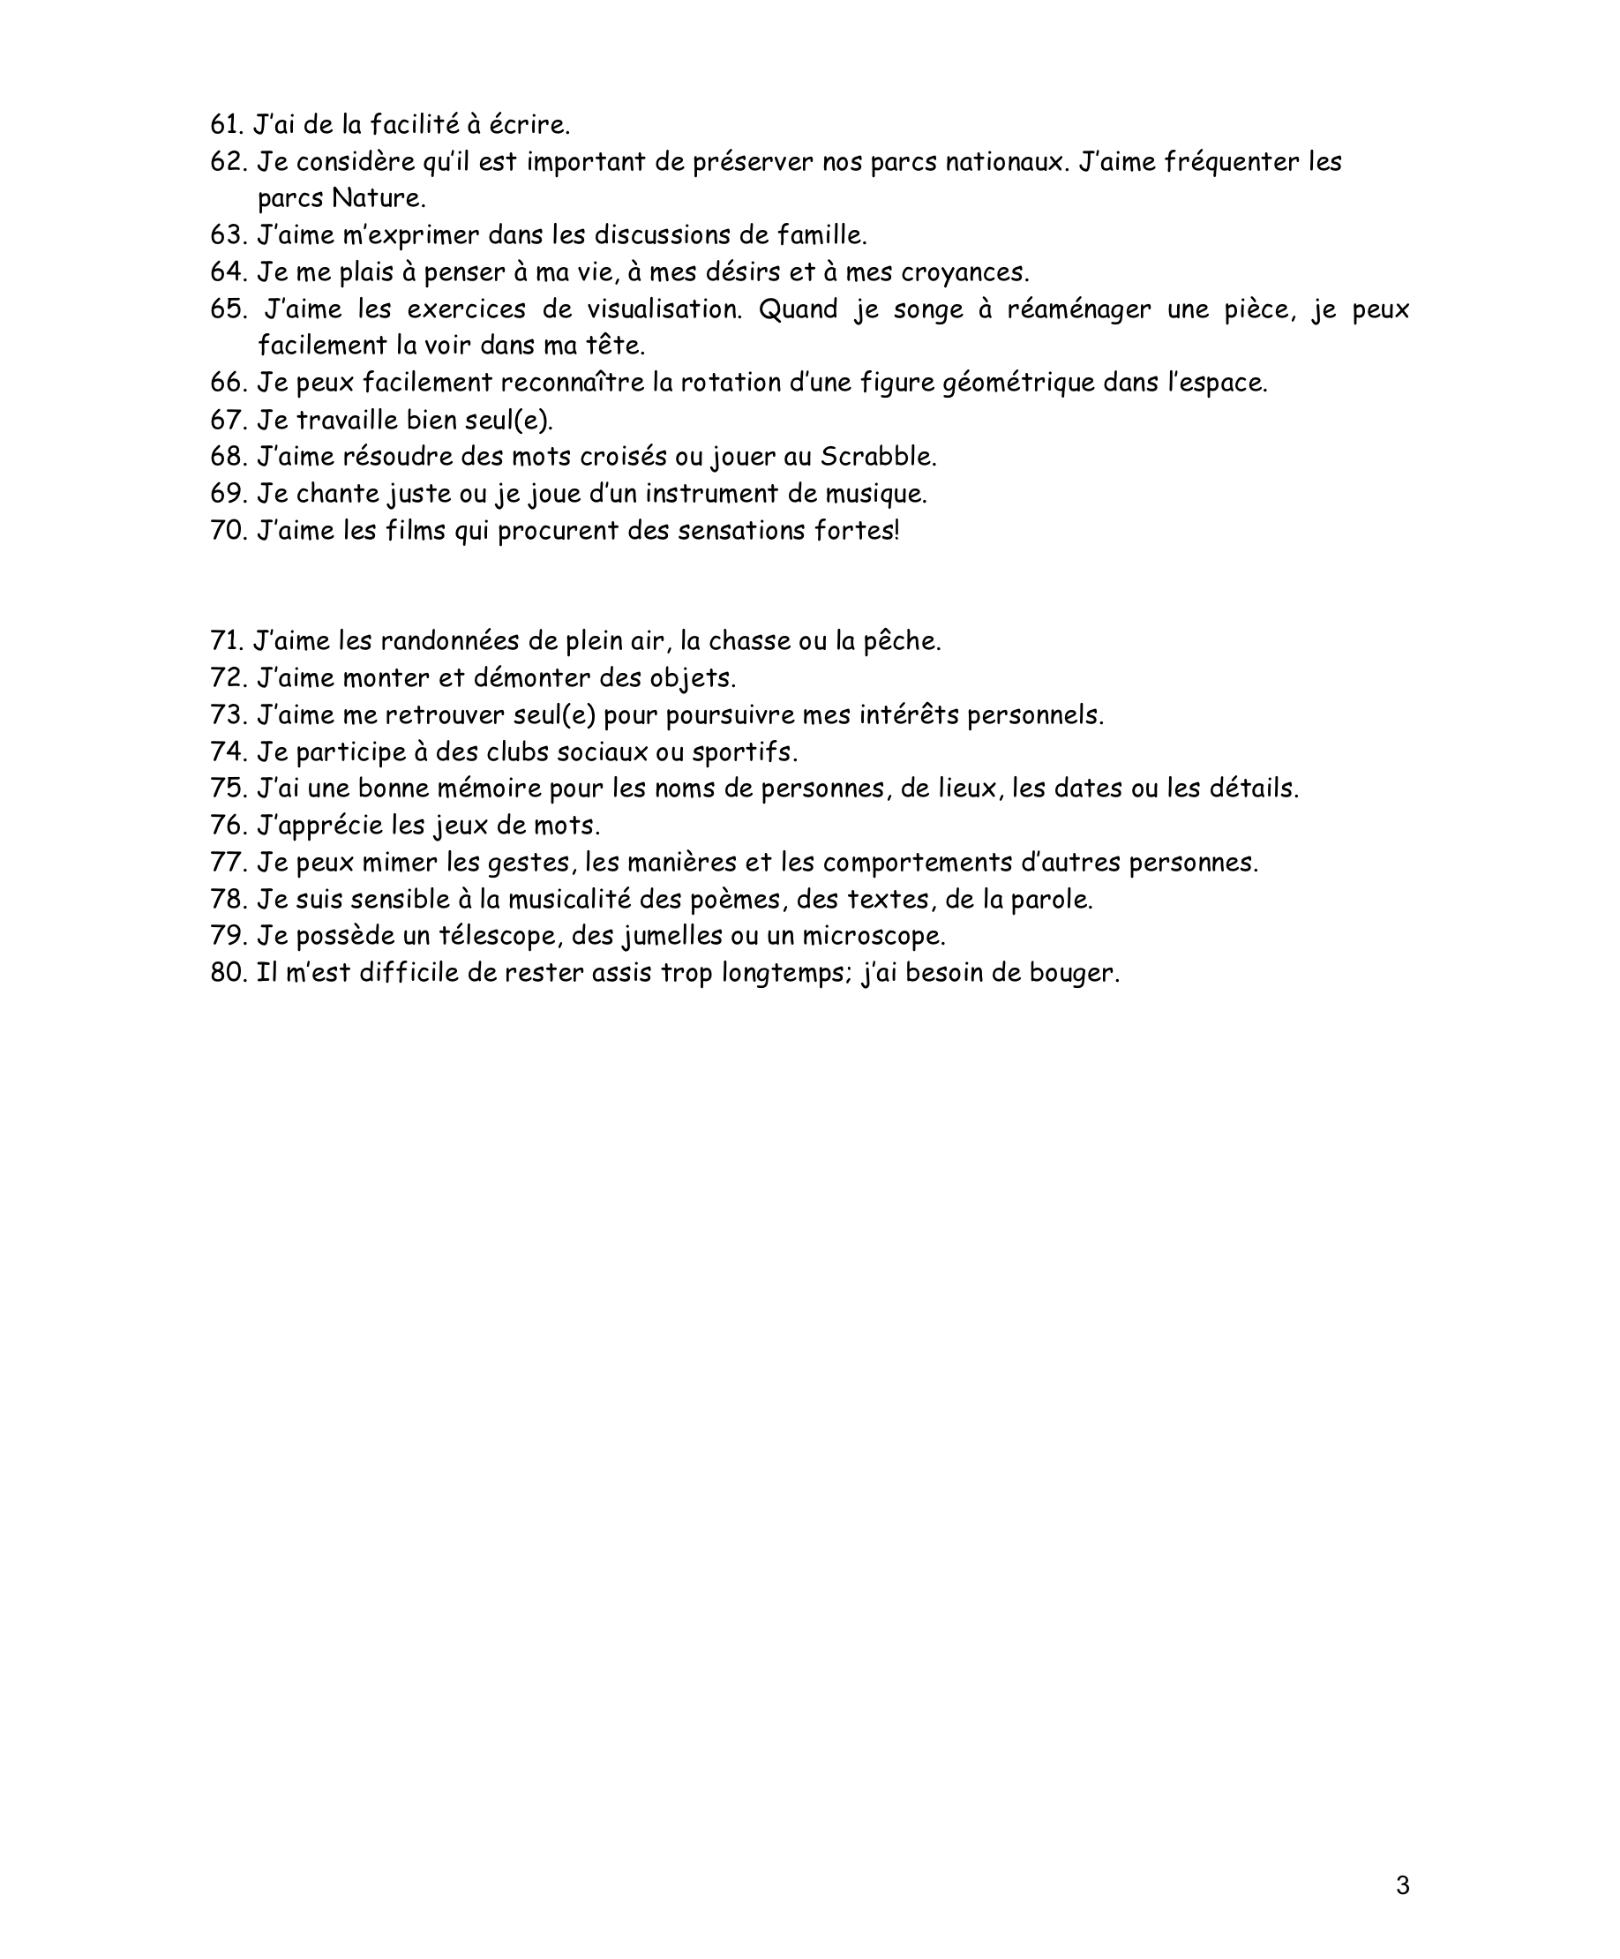 61. J’ai de la facilité à écrire.
62. Je considère qu’il est important de préserver nos parcs nationaux. J’aime fréquenter les
parcs Nature.
63. J’aime m’exprimer dans les discussions de famille.
64. Je me plais à penser à ma vie, à mes désirs et à mes croyances.
65. J’aime les exercices de visualisation. Quand je songe à réaménager une pièce, je peux
facilement la voir dans ma tête.
66. Je peux facilement reconnaître la rotation d’une figure géométrique dans l’espace.
67. Je travaille bien seul(e).
68. J’aime résoudre des mots croisés ou jouer au Scrabble.
69. Je chante juste ou je joue d’un instrument de musique.
70. J’aime les films qui procurent des sensations fortes!
71. J’aime les randonnées de plein air, la chasse ou la pêche.
72. J’aime monter et démonter des objets.
73. J’aime me retrouver seul(e) pour poursuivre mes intérêts personnels.
74. Je participe à des clubs sociaux ou sportifs.
75. J’ai une bonne mémoire pour les noms de personnes, de lieux, les dates ou les détails.
76. J’apprécie les jeux de mots.
77. Je peux mimer les gestes, les manières et les comportements d’autres personnes.
78. Je suis sensible à la musicalité des poèmes, des textes, de la parole.
79. Je possède un télescope, des jumelles ou un microscope.
80. Il m’est difficile de rester assis trop longtemps; j’ai besoin de bouger.
3